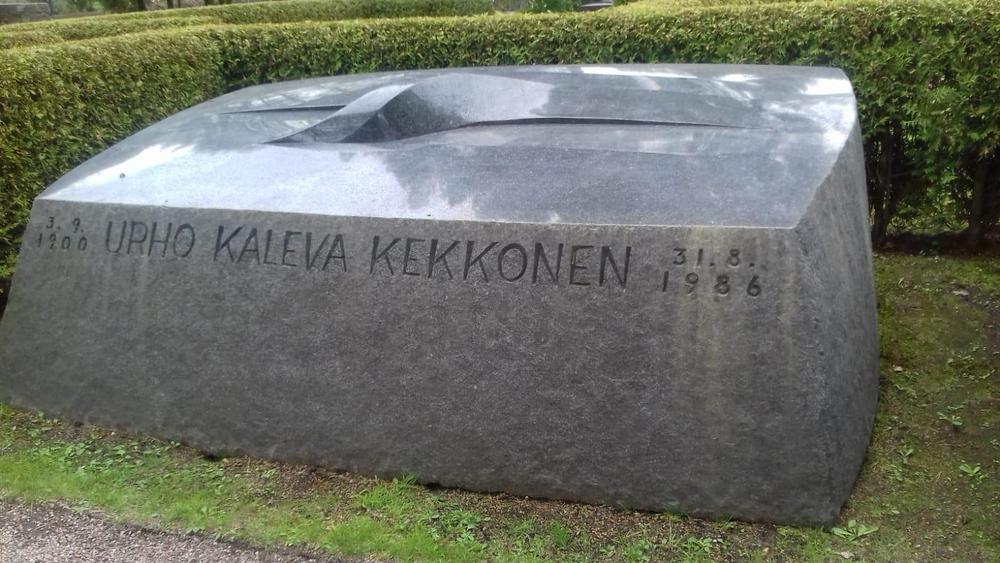 3. 9.
1900
URHO KALEVA KEKKONEN
31. 8.
1986